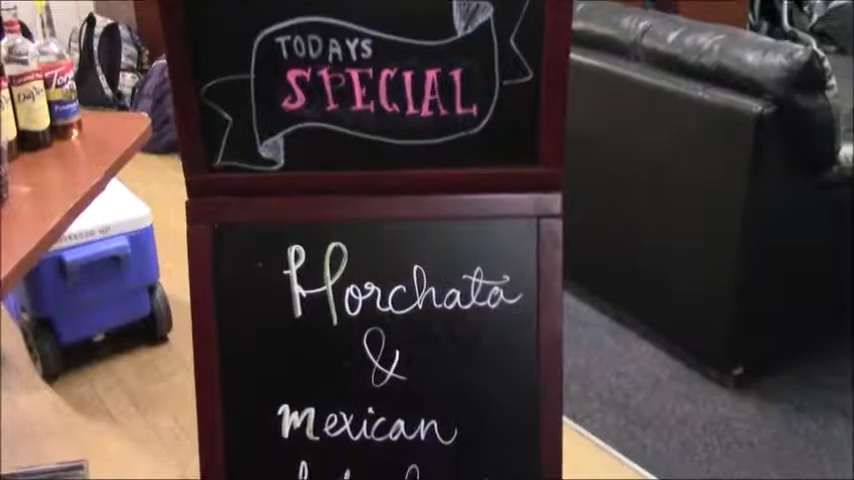 TODAYS
SPECIAL
Horchata
&
Mexican